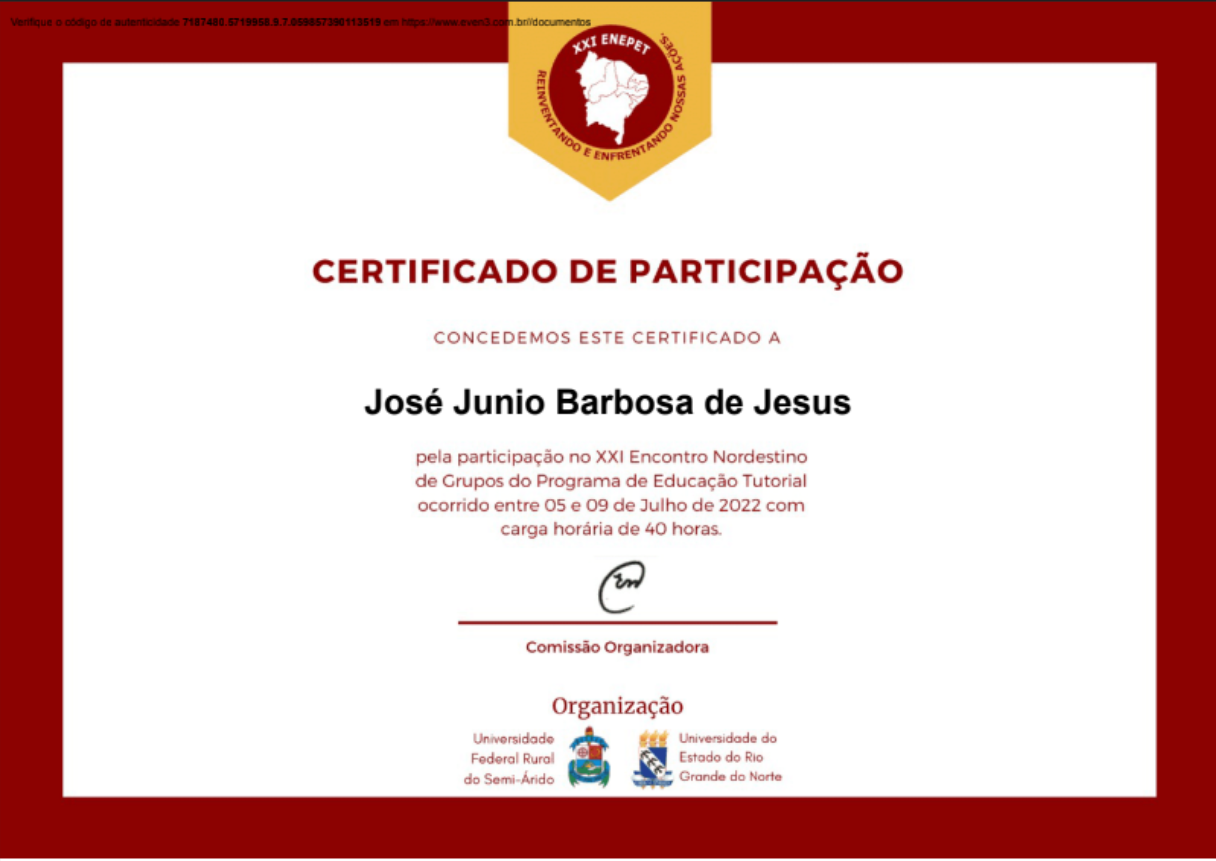 Verifique o código de autenticidade 7187480.5719958.9.7.059857390113519 em https://www.even3.com.br//documentos
XXI ENEPET
REINVENTANDO E ENFRENTANDO NOSSAS AÇÕES.
CERTIFICADO DE PARTICIPAÇÃO
CONCEDEMOS ESTE CERTIFICADO A
José Junio Barbosa de Jesus
pela participação no XXI Encontro Nordestino
de Grupos do Programa de Educação Tutorial
ocorrido entre 05 e 09 de Julho de 2022 com
carga horária de 40 horas.
Comissão Organizadora
Organização
Universidade
Federal Rural
do Semi-Árido
Universidade do
Estado do Rio
Grande do Norte